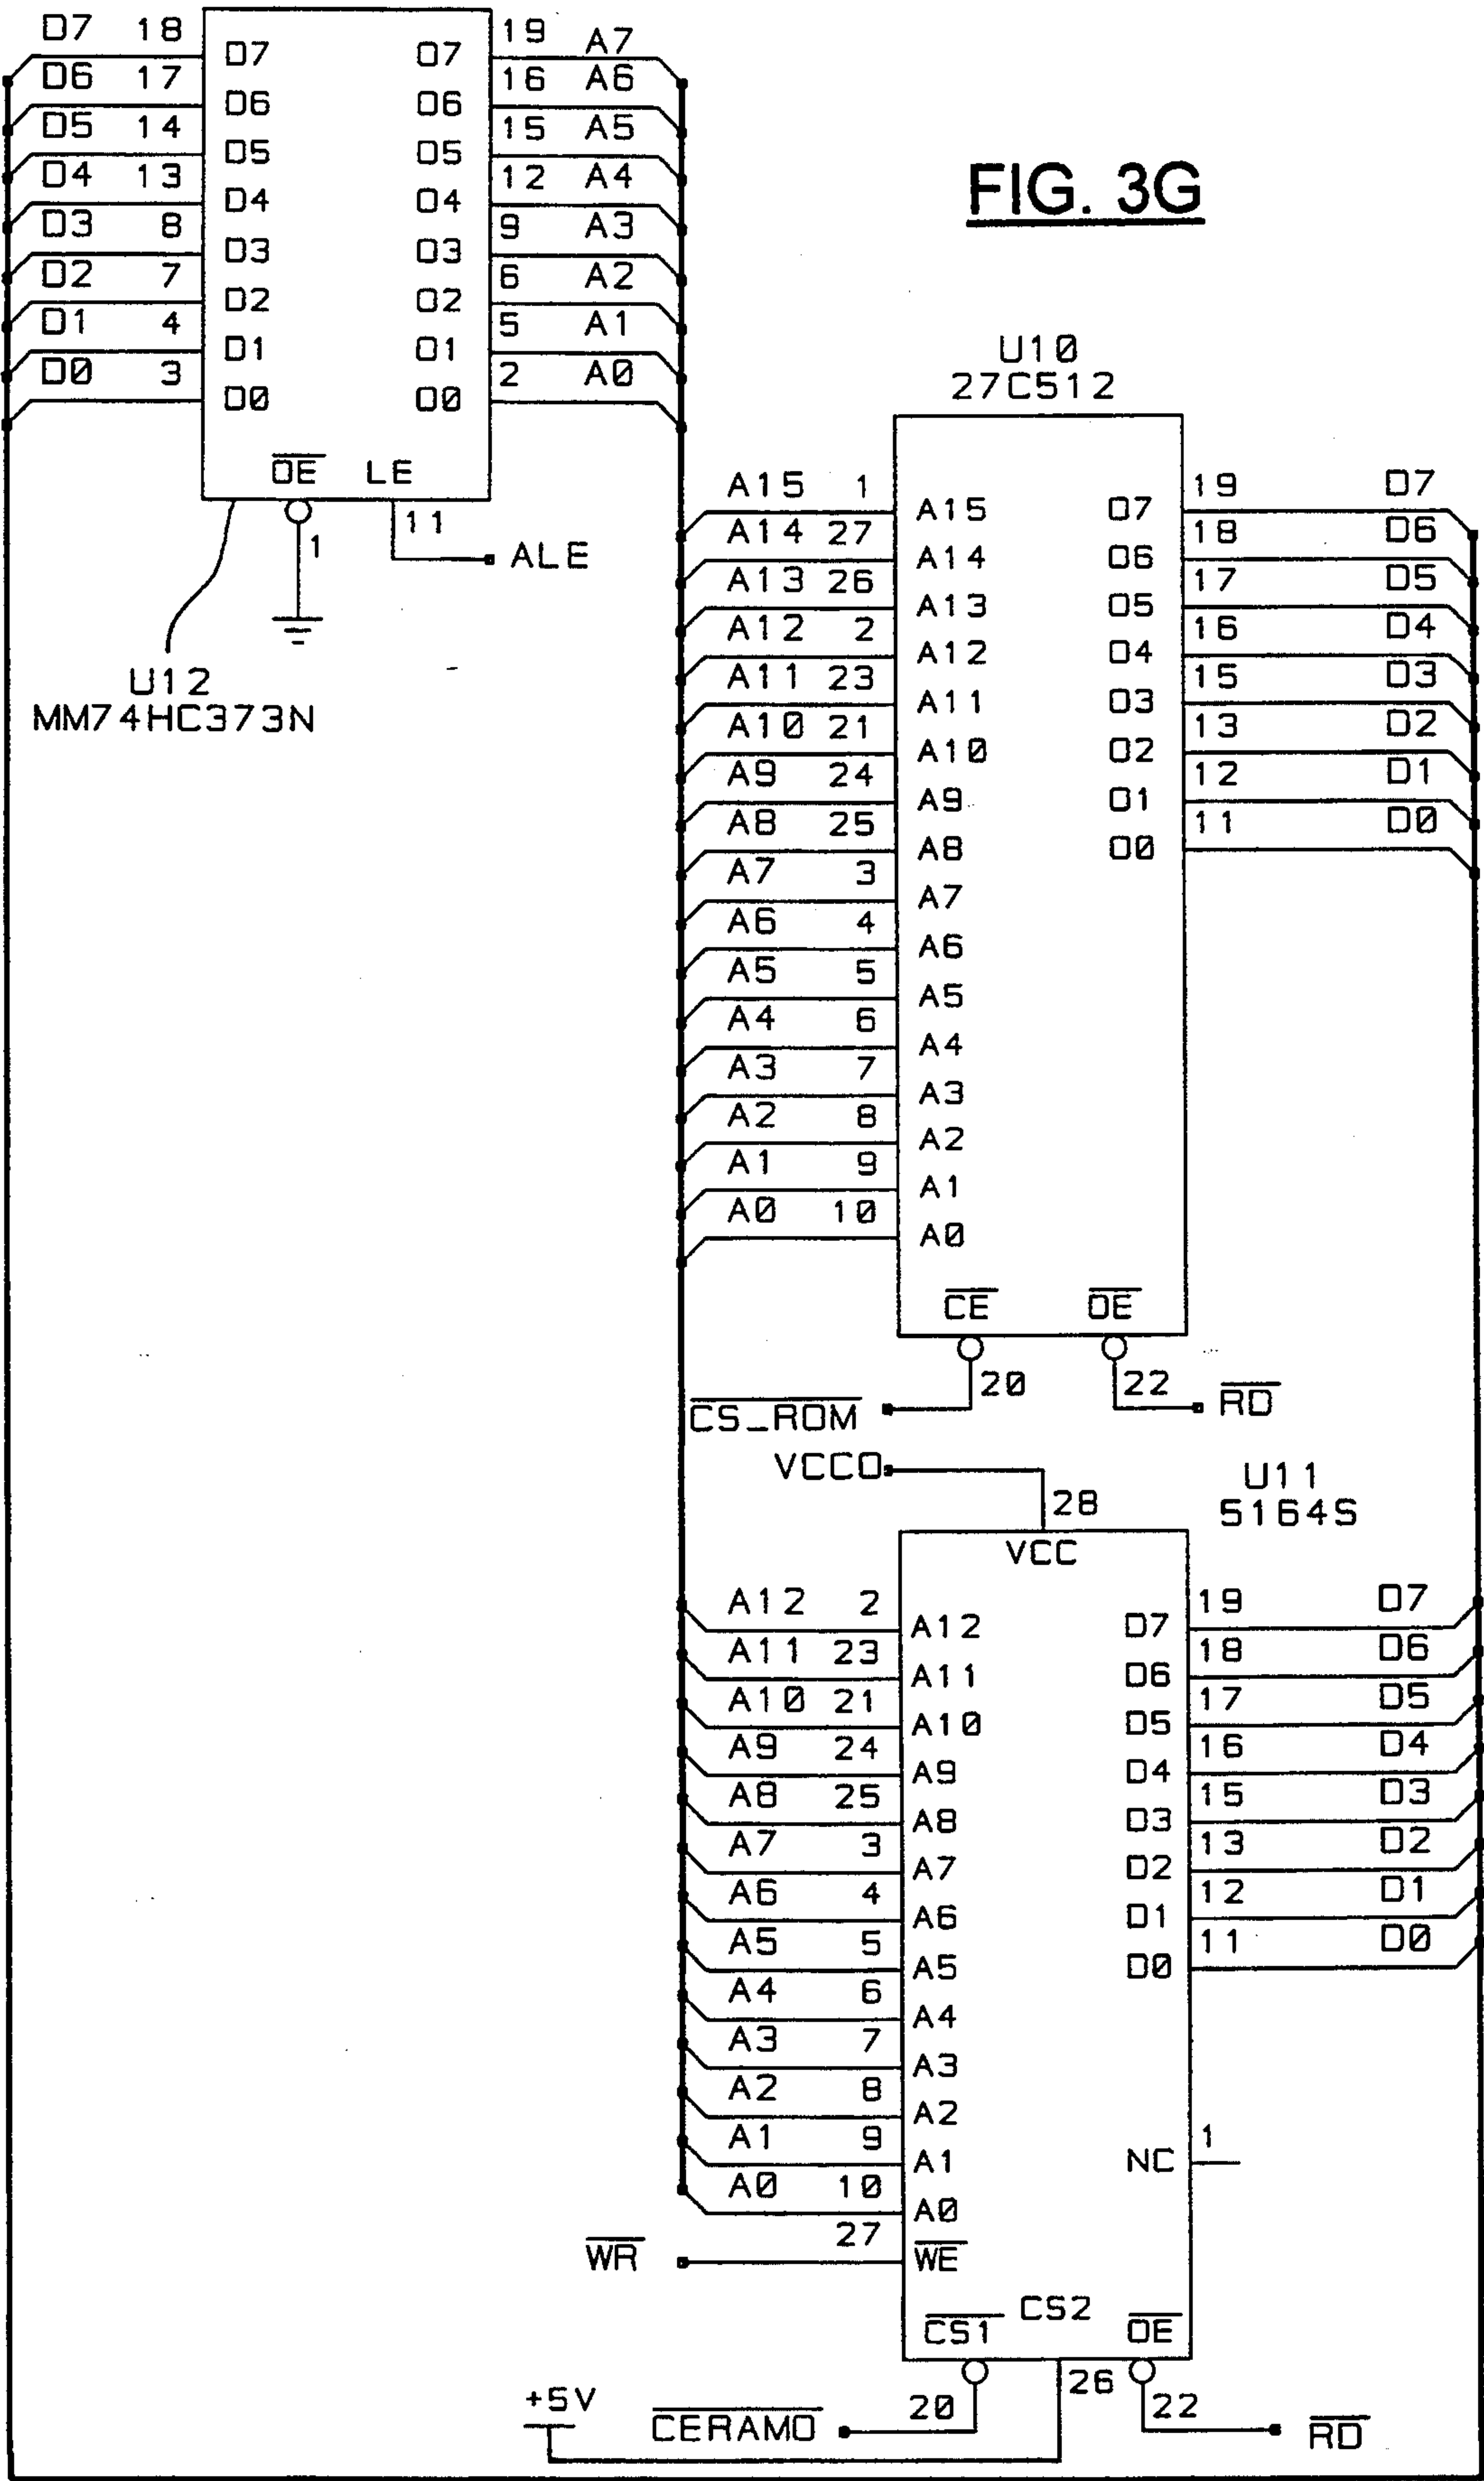 FIG. 3G
D7 18 D7 O7 19 A7
D6 17 D6 O6 16 A6
D5 14 D5 O5 15 A5
D4 13 D4 O4 12 A4
D3 8 D3 O3 9 A3
D2 7 D2 O2 6 A2
D1 4 D1 O1 5 A1
D0 3 D0 O0 2 A0
OE LE
1 11 ALE
U12
MM74HC373N
U10
27C512
A15 1 A15 O7 19 D7
A14 27 A14 O6 18 D6
A13 26 A13 O5 17 D5
A12 2 A12 O4 16 D4
A11 23 A11 O3 15 D3
A10 21 A10 O2 13 D2
A9 24 A9 O1 12 D1
A8 25 A8 O0 11 D0
A7 3 A7
A6 4 A6
A5 5 A5
A4 6 A4
A3 7 A3
A2 8 A2
A1 9 A1
A0 10 A0
CE OE
20 22
CS_ROM RD
VCCO
28
U11
5164S
VCC
A12 2 A12 D7 19 D7
A11 23 A11 D6 18 D6
A10 21 A10 D5 17 D5
A9 24 A9 D4 16 D4
A8 25 A8 D3 15 D3
A7 3 A7 D2 13 D2
A6 4 A6 D1 12 D1
A5 5 A5 D0 11 D0
A4 6 A4
A3 7 A3
A2 8 A2
A1 9 A1 NC 1
A0 10 A0
WR 27 WE
CS1 CS2 OE
20 26 22
+5V CERAMO RD